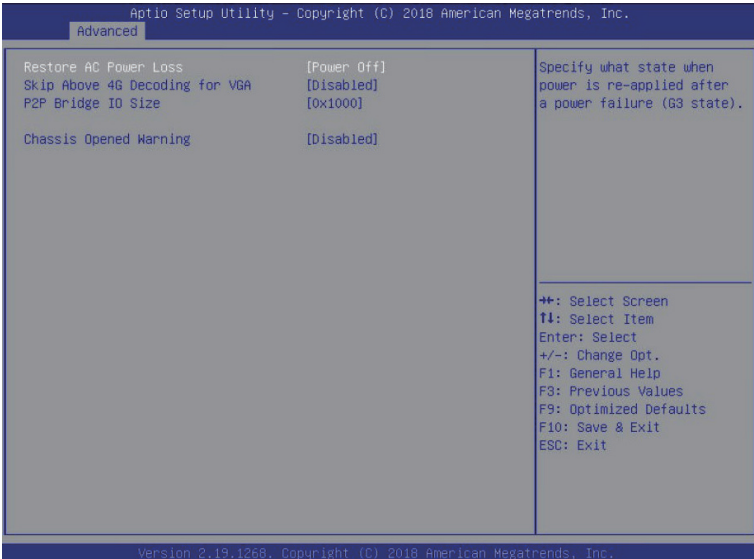 Aptio Setup Utility - Copyright (C) 2018 American Megatrends, Inc.
Advanced
Restore AC Power Loss [Power Off]
Skip Above 4G Decoding for VGA [Disabled]
P2P Bridge IO Size [0x1000]
Chassis Opened Warning [Disabled]
Specify what state when
power is re-applied after
a power failure (G3 state).
→←: Select Screen
↑↓: Select Item
Enter: Select
+/-: Change Opt.
F1: General Help
F3: Previous Values
F9: Optimized Defaults
F10: Save & Exit
ESC: Exit
Version 2.19.1268. Copyright (C) 2018 American Megatrends, Inc.